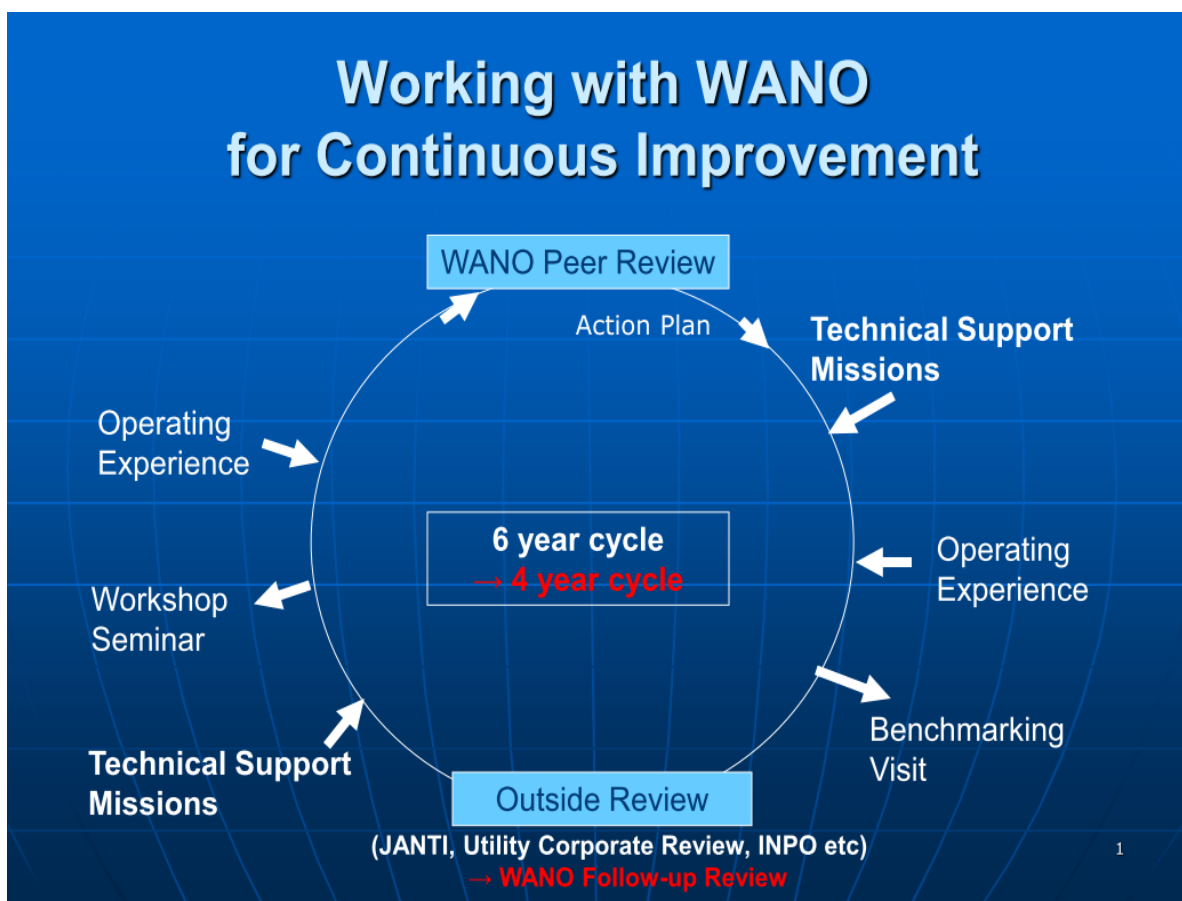 Working with WANO
for Continuous Improvement
WANO Peer Review
Action Plan
Technical Support
Missions
Operating
Experience
6 year cycle
→ 4 year cycle
Operating
Experience
Workshop
Seminar
Benchmarking
Visit
Technical Support
Missions
Outside Review
(JANTI, Utility Corporate Review, INPO etc)
→ WANO Follow-up Review
1